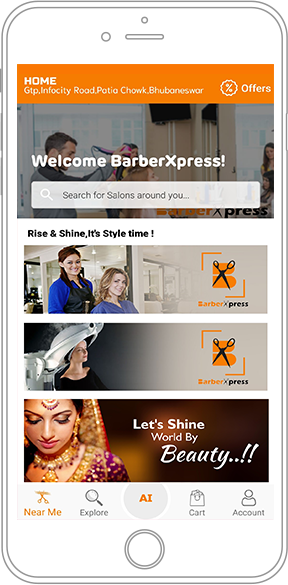 HOME
Gtp,Infocity Road,Patia Chowk,Bhubaneswar
Offers
Welcome BarberXpress!
Search for Salons around you...
BarberXpress
Rise & Shine,It's Style time !
B
BarberXpress
B
BarberXpress
Let's Shine
World By
Beauty..!!
Near Me
Explore
AI
Cart
Account